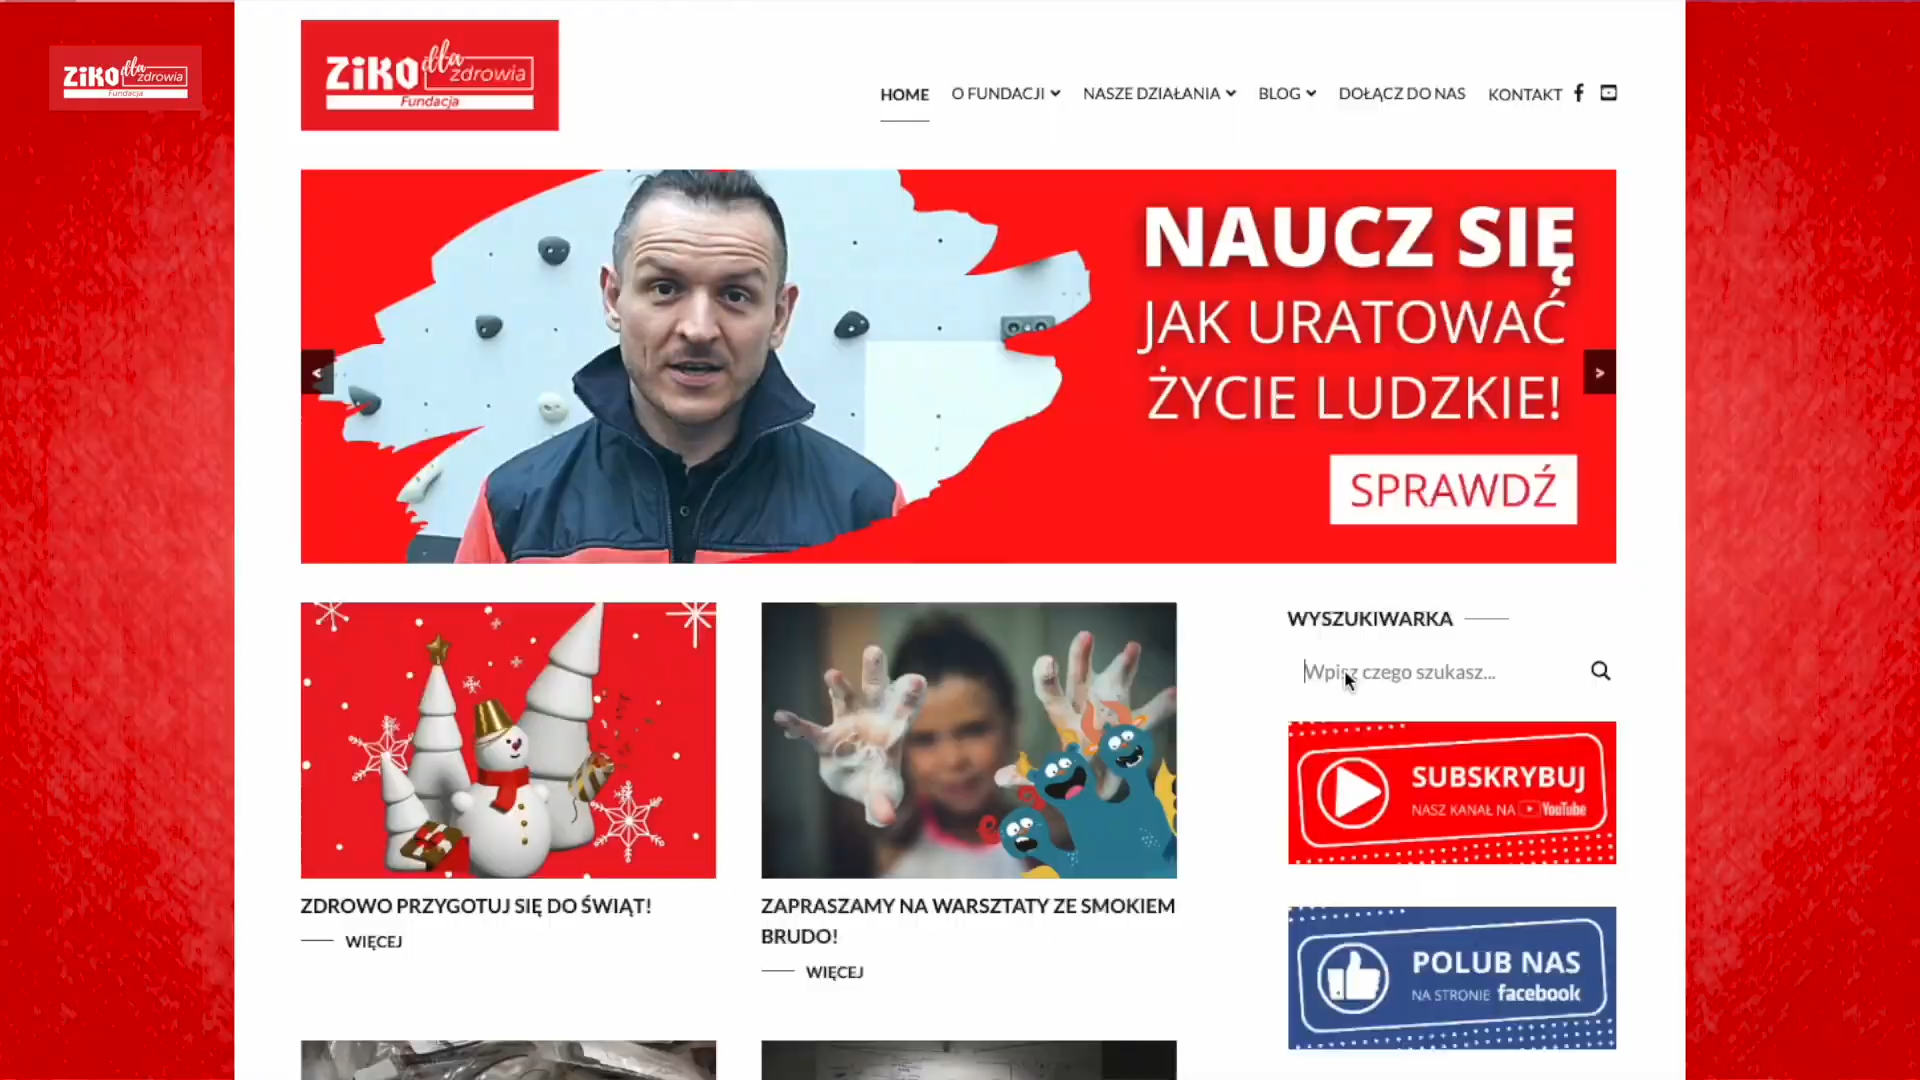 Ziko dla zdrowia
Fundacja
Ziko dla zdrowia
Fundacja
HOME
O FUNDACJI
NASZE DZIAŁANIA
BLOG
DOŁĄCZ DO NAS
KONTAKT
NAUCZ SIĘ
JAK URATOWAĆ
ŻYCIE LUDZKIE!
<
>
SPRAWDŹ
WYSZUKIWARKA
Wpisz czego szukasz...
SUBSKRYBUJ
NASZ KANAŁ NA YouTube
ZDROWO PRZYGOTUJ SIĘ DO ŚWIĄT!
WIĘCEJ
ZAPRASZAMY NA WARSZTATY ZE SMOKIEM
BRUDO!
WIĘCEJ
POLUB NAS
NA STRONIE facebook